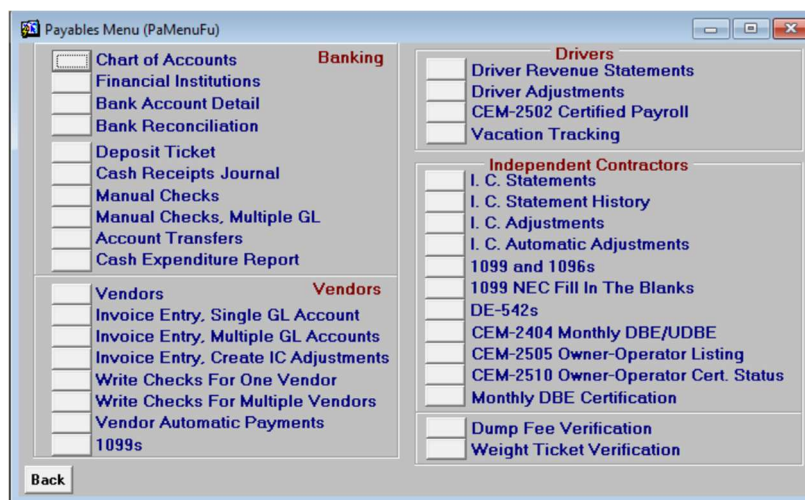 Payables Menu (PaMenuFu)
Banking
Chart of Accounts
Financial Institutions
Bank Account Detail
Bank Reconciliation
Deposit Ticket
Cash Receipts Journal
Manual Checks
Manual Checks, Multiple GL
Account Transfers
Cash Expenditure Report
Vendors
Vendors
Invoice Entry, Single GL Account
Invoice Entry, Multiple GL Accounts
Invoice Entry, Create IC Adjustments
Write Checks For One Vendor
Write Checks For Multiple Vendors
Vendor Automatic Payments
1099s
Drivers
Driver Revenue Statements
Driver Adjustments
CEM-2502 Certified Payroll
Vacation Tracking
Independent Contractors
I. C. Statements
I. C. Statement History
I. C. Adjustments
I. C. Automatic Adjustments
1099 and 1096s
1099 NEC Fill In The Blanks
DE-542s
CEM-2404 Monthly DBE/UDBE
CEM-2505 Owner-Operator Listing
CEM-2510 Owner-Operator Cert. Status
Monthly DBE Certification
Dump Fee Verification
Weight Ticket Verification
Back